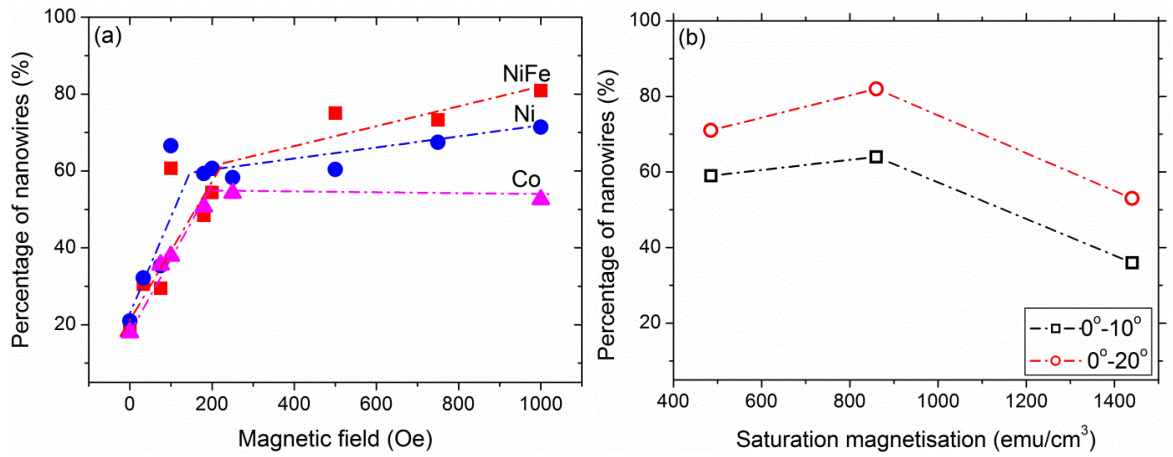 (a)
Percentage of nanowires (%)
100
80
60
40
20
NiFe
Ni
Co
0 200 400 600 800 1000
Magnetic field (Oe)
(b)
Percentage of nanowires (%)
100
80
60
40
20
0
0°-10°
0°-20°
400 600 800 1000 1200 1400
Saturation magnetisation (emu/cm³)